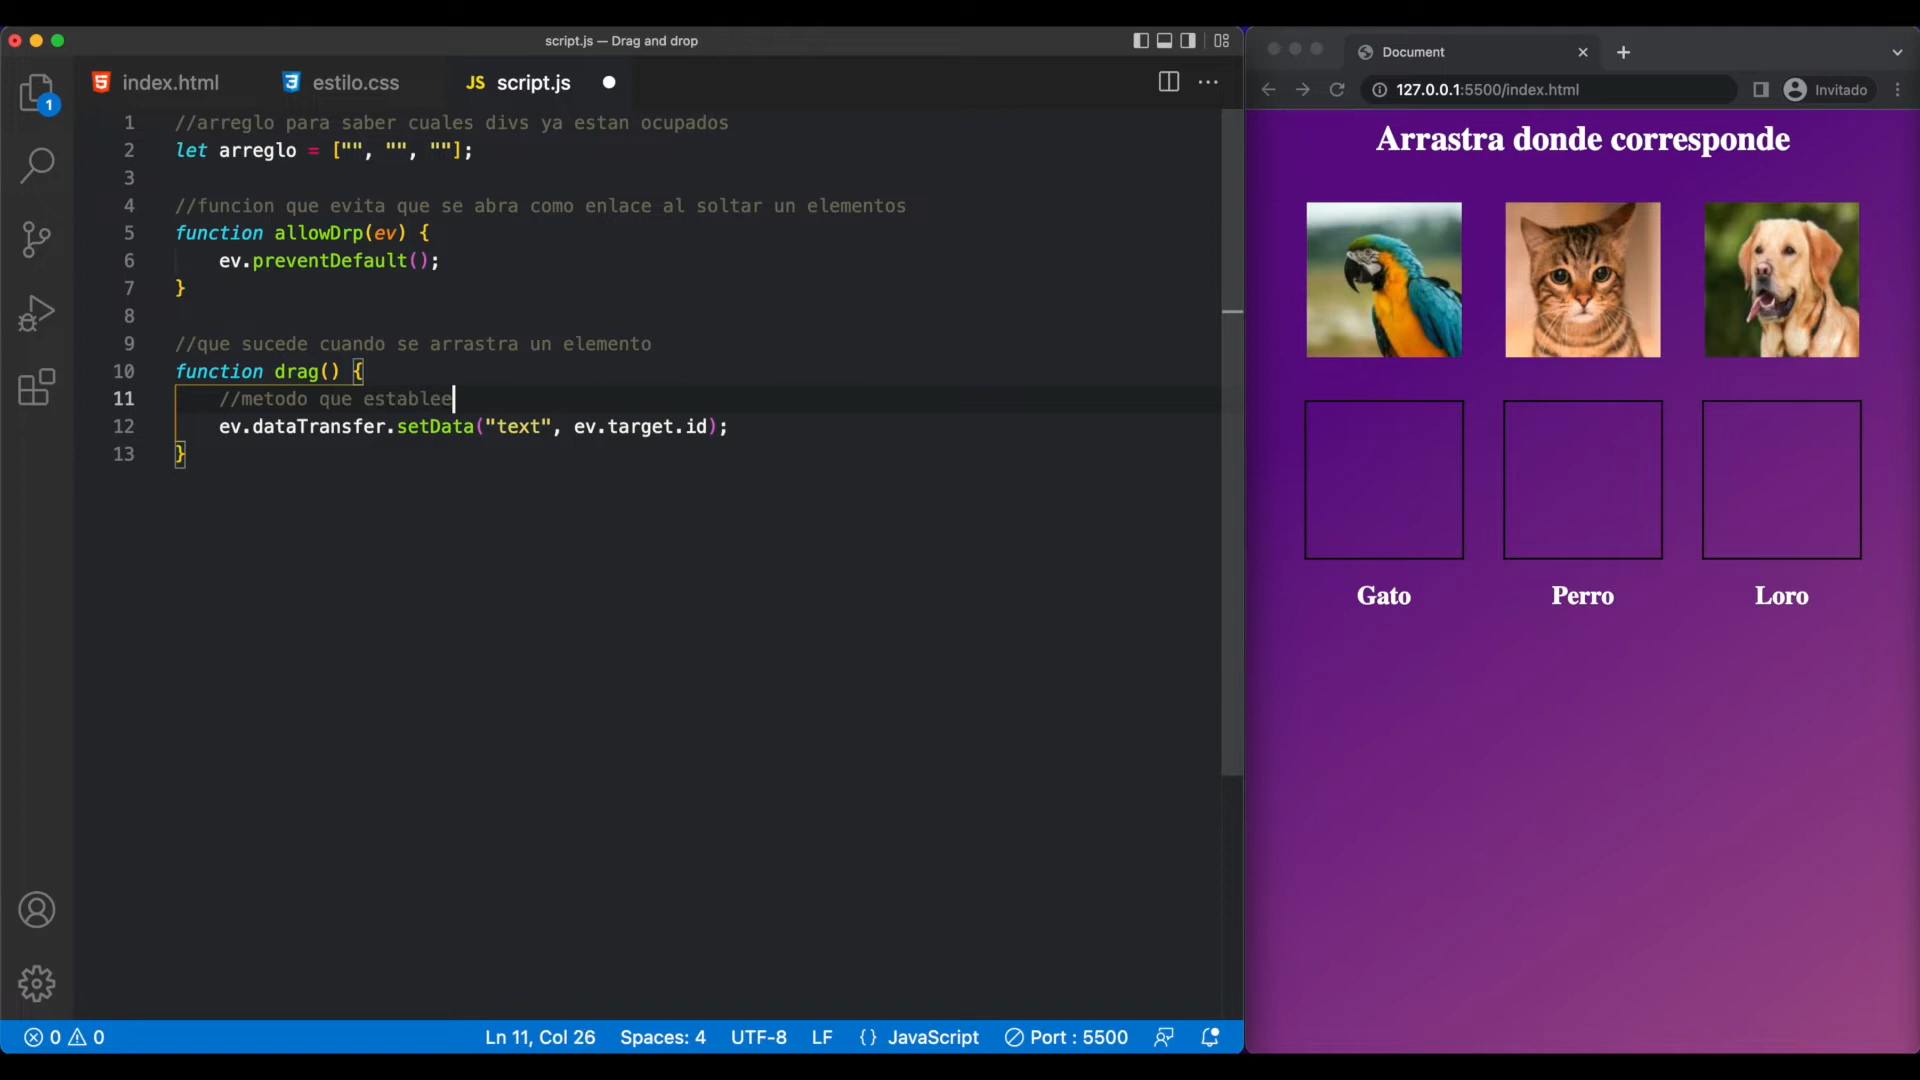 script.js — Drag and drop
index.html
estilo.css
JS script.js
1 //arreglo para saber cuales divs ya estan ocupados
2 let arreglo = ["", "", ""];
3
4 //funcion que evita que se abra como enlace al soltar un elementos
5 function allowDrp(ev) {
6 ev.preventDefault();
7 }
8
9 //que sucede cuando se arrastra un elemento
10 function drag() {
11 //metodo que establee
12 ev.dataTransfer.setData("text", ev.target.id);
13 }
1
0 0
Ln 11, Col 26
Spaces: 4
UTF-8
LF
{} JavaScript
Port : 5500
Document
127.0.0.1:5500/index.html
Invitado
Arrastra donde corresponde
Gato
Perro
Loro